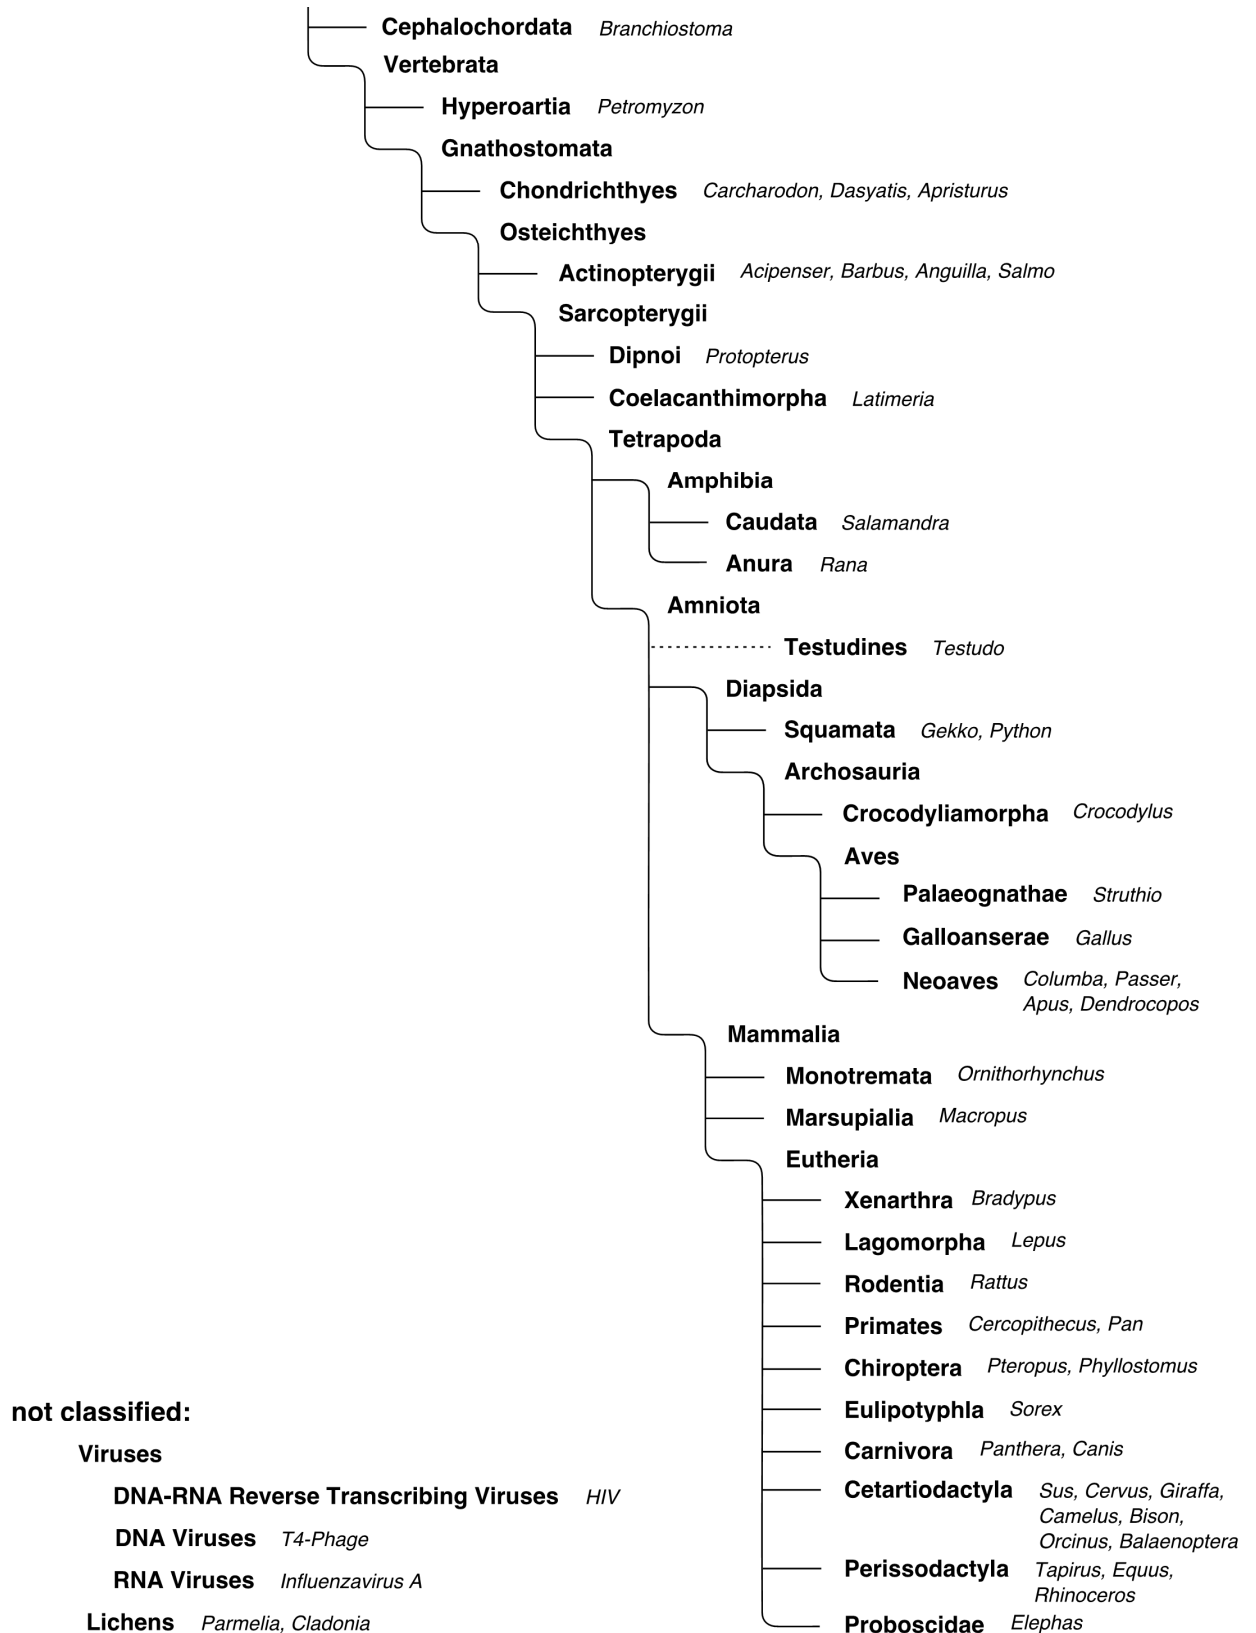 Cephalochordata Branchiostoma
Vertebrata
Hyperoartia Petromyzon
Gnathostomata
Chondrichthyes Carcharodon, Dasyatis, Apristurus
Osteichthyes
Actinopterygii Acipenser, Barbus, Anguilla, Salmo
Sarcopterygii
Dipnoi Protopterus
Coelacanthimorpha Latimeria
Tetrapoda
Amphibia
Caudata Salamandra
Anura Rana
Amniota
Testudines Testudo
Diapsida
Squamata Gekko, Python
Archosauria
Crocodyliamorpha Crocodylus
Aves
Palaeognathae Struthio
Galloanserae Gallus
Neoaves Columba, Passer,
Apus, Dendrocopos
Mammalia
Monotremata Ornithorhynchus
Marsupialia Macropus
Eutheria
Xenarthra Bradypus
Lagomorpha Lepus
Rodentia Rattus
Primates Cercopithecus, Pan
Chiroptera Pteropus, Phyllostomus
Eulipotyphla Sorex
Carnivora Panthera, Canis
Cetartiodactyla Sus, Cervus, Giraffa,
Camelus, Bison,
Orcinus, Balaenoptera
Perissodactyla Tapirus, Equus,
Rhinoceros
Proboscidae Elephas
not classified:
Viruses
DNA-RNA Reverse Transcribing Viruses HIV
DNA Viruses T4-Phage
RNA Viruses Influenzavirus A
Lichens Parmelia, Cladonia